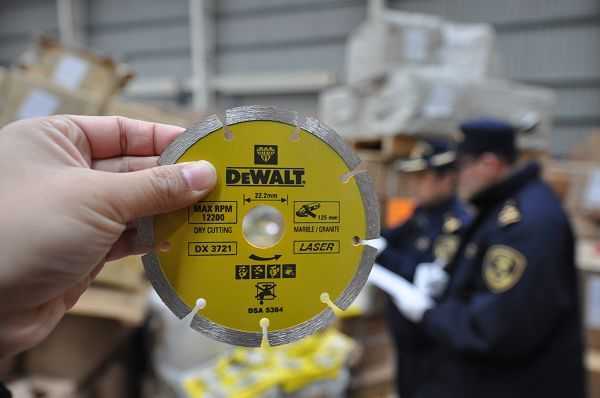 DEWALT
22.2mm
MAX RPM
12200
DRY CUTTING
DX 3721
125 mm
MARBLE/GRANITE
LASER
DSA 5384